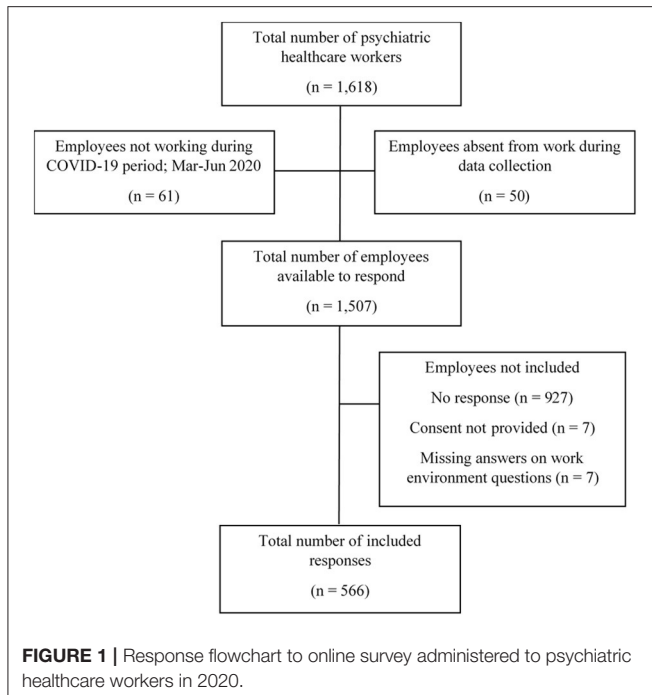 Total number of psychiatric
healthcare workers
(n = 1,618)
Employees not working during
COVID-19 period; Mar-Jun 2020
(n = 61)
Employees absent from work during
data collection
(n = 50)
Total number of employees
available to respond
(n = 1,507)
Employees not included
No response (n = 927)
Consent not provided (n = 7)
Missing answers on work
environment questions (n = 7)
Total number of included
responses
n = 566)
FIGURE 1 | Response flowchart to online survey administered to psychiatric
healthcare workers in 2020.